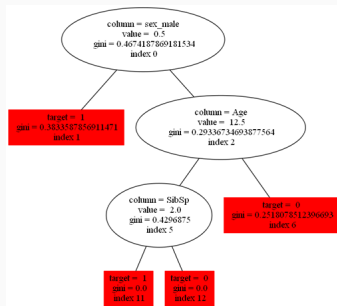 column = sex_male
value = 0.5
gini = 0.4674187869181534
index 0
target = 1
gini = 0.3833587856911471
index 1
column = Age
value = 12.5
gini = 0.29336734693877564
index 2
column = SibSp
value = 2.0
gini = 0.4296875
index 5
target = 0
gini = 0.2518078512396693
index 6
target = 1
gini = 0.0
index 11
target = 0
gini = 0.0
index 12